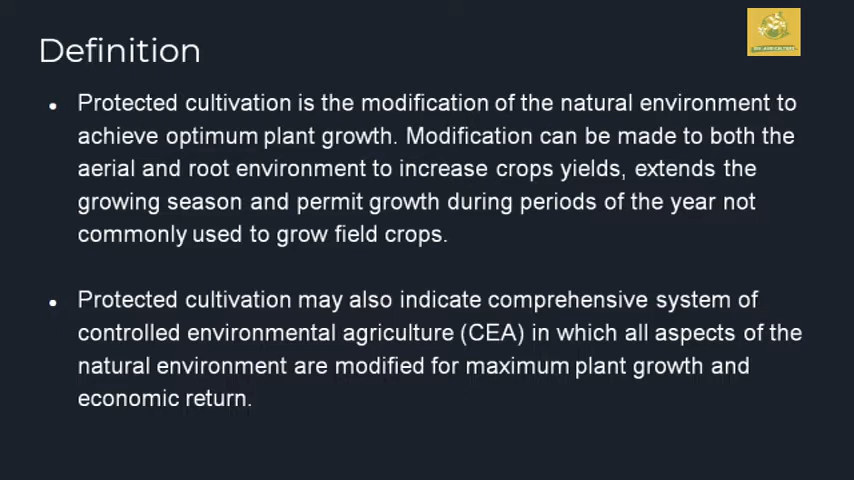 Definition
• Protected cultivation is the modification of the natural environment to
achieve optimum plant growth. Modification can be made to both the
aerial and root environment to increase crops yields, extends the
growing season and permit growth during periods of the year not
commonly used to grow field crops.
• Protected cultivation may also indicate comprehensive system of
controlled environmental agriculture (CEA) in which all aspects of the
natural environment are modified for maximum plant growth and
economic return.